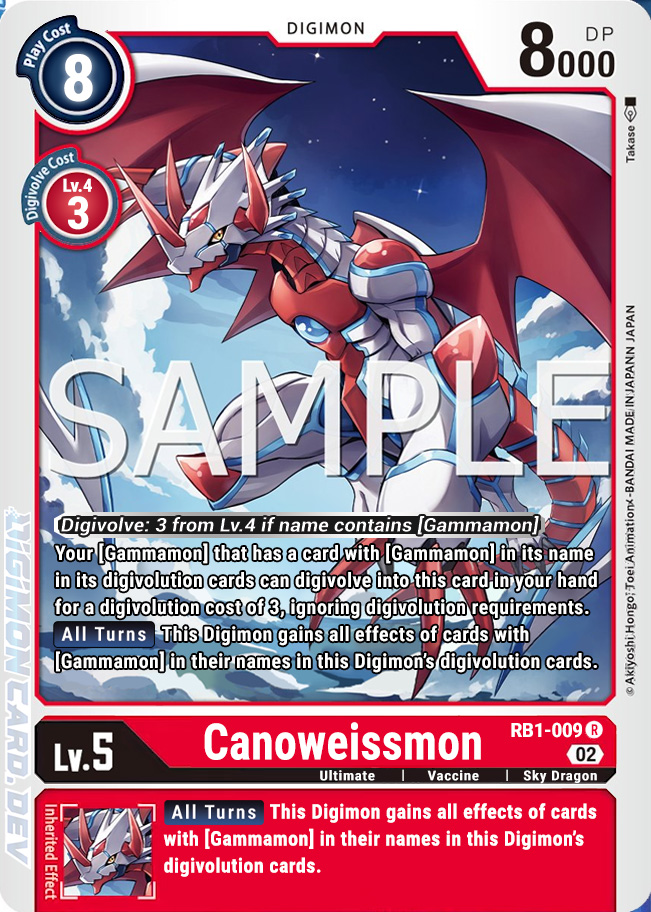 DIGIMON
Play Cost
8
DP
8000
Digivolve Cost
Lv.4
3
Takase
SAMPLE
Digivolve: 3 from Lv.4 if name contains [Gammamon]
Your [Gammamon] that has a card with [Gammamon] in its name
in its digivolution cards can digivolve into this card in your hand
for a digivolution cost of 3, ignoring digivolution requirements.
All Turns This Digimon gains all effects of cards with
[Gammamon] in their names in this Digimon's digivolution cards.
© Akiyoshi Hongo, Toei Animation -BANDAI MADE IN JAPANN JAPAN
DIGIMON CARD.DEV
Lv.5
Canoweissmon
RB1-009 R
02
Ultimate | Vaccine | Sky Dragon
Inherited Effect
All Turns This Digimon gains all effects of cards
with [Gammamon] in their names in this Digimon's
digivolution cards.